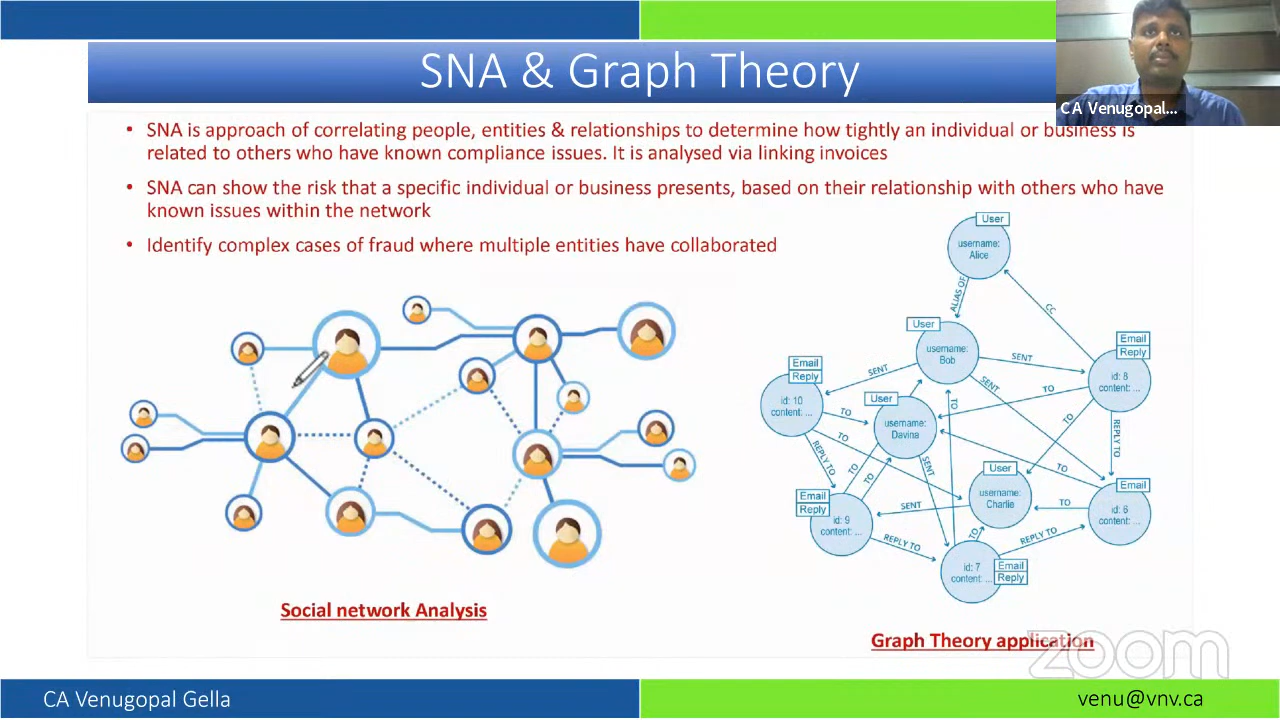 SNA & Graph Theory
CA Venugopal...
• SNA is approach of correlating people, entities & relationships to determine how tightly an individual or business is
related to others who have known compliance issues. It is analysed via linking invoices
• SNA can show the risk that a specific individual or business presents, based on their relationship with others who have
known issues within the network
• Identify complex cases of fraud where multiple entities have collaborated
User
username:
Alice
ALIAS OF
CC
User
username:
Bob
SENT
SENT
SENT
Email
Reply
id: 8
content: ...
Email
Reply
id: 10
content: ...
TO
TO
User
username:
Davina
TO
TO
TO
REPLY TO
REPLY TO
TO
TO
SENT
TO
User
username:
Charlie
SENT
TO
Email
id: 6
content: ...
Email
Reply
id: 9
content: ...
REPLY TO
TO
REPLY TO
id: 7
content: ...
Email
Reply
Social network Analysis
Graph Theory application
zoom
CA Venugopal Gella
venu@vnv.ca